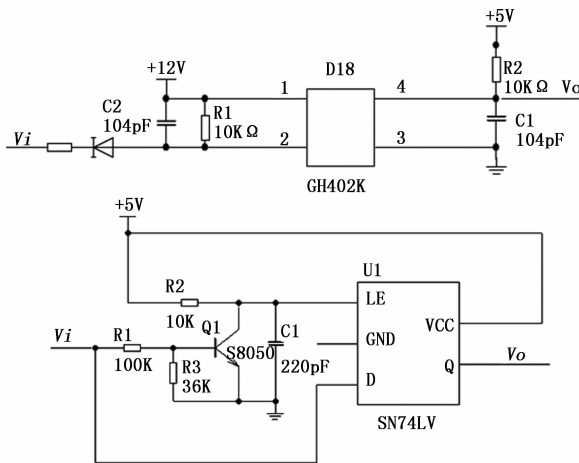 +5V
+12V
D18
R2
10KΩ
Vo
1
4
C2
104pF
R1
10KΩ
C1
104pF
Vi
2
3
GH402K
+5V
U1
R2
10K
LE
Q1
C1
VCC
Vi
R1
100K
S8050
GND
R3
36K
220pF
Q
Vo
D
SN74LV